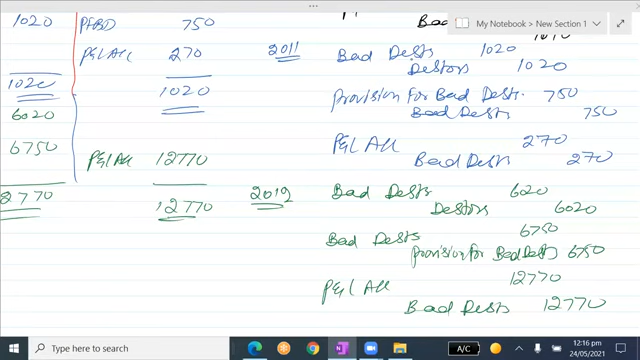 1020 PFBD 750
Bad
My Notebook > New Section 1
P&L A/c 270 2011 Bad Debts 1020
Debtors 1020
1020 1020
Provision for Bad Debts. 750
Bad Debts 750
6020
P&L A/c 270
Bad Debts 270
6750 P&L A/c 12770
2770 12770 2012 Bad Debts 6020
Debtors 6020
Bad Debts 6750
Provision for Bad Debts 6750
P&L A/c 12770
Bad Debts 12770
Type here to search
A/C
12:16 pm
ENG
24/05/2021